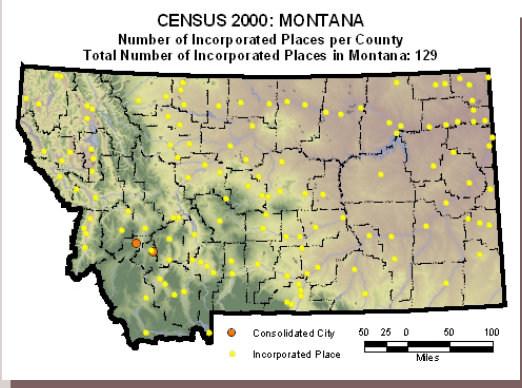 CENSUS 2000: MONTANA
Number of Incorporated Places per County
Total Number of Incorporated Places in Montana: 129
Consolidated City
Incorporated Place
50 25 0 50 100
Miles